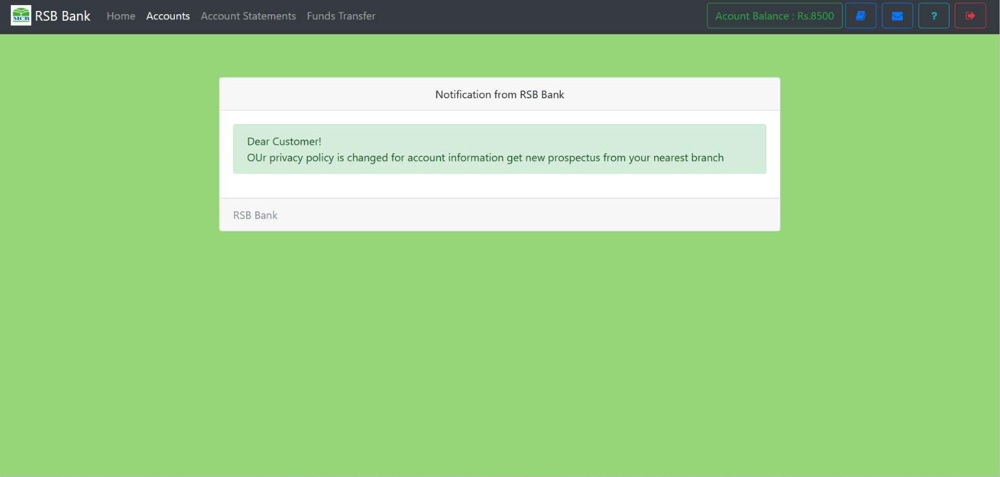 MCB
RSB Bank
Home
Accounts
Account Statements
Funds Transfer
Acount Balance : Rs.8500
?
Notification from RSB Bank
Dear Customer!
OUr privacy policy is changed for account information get new prospectus from your nearest branch
RSB Bank